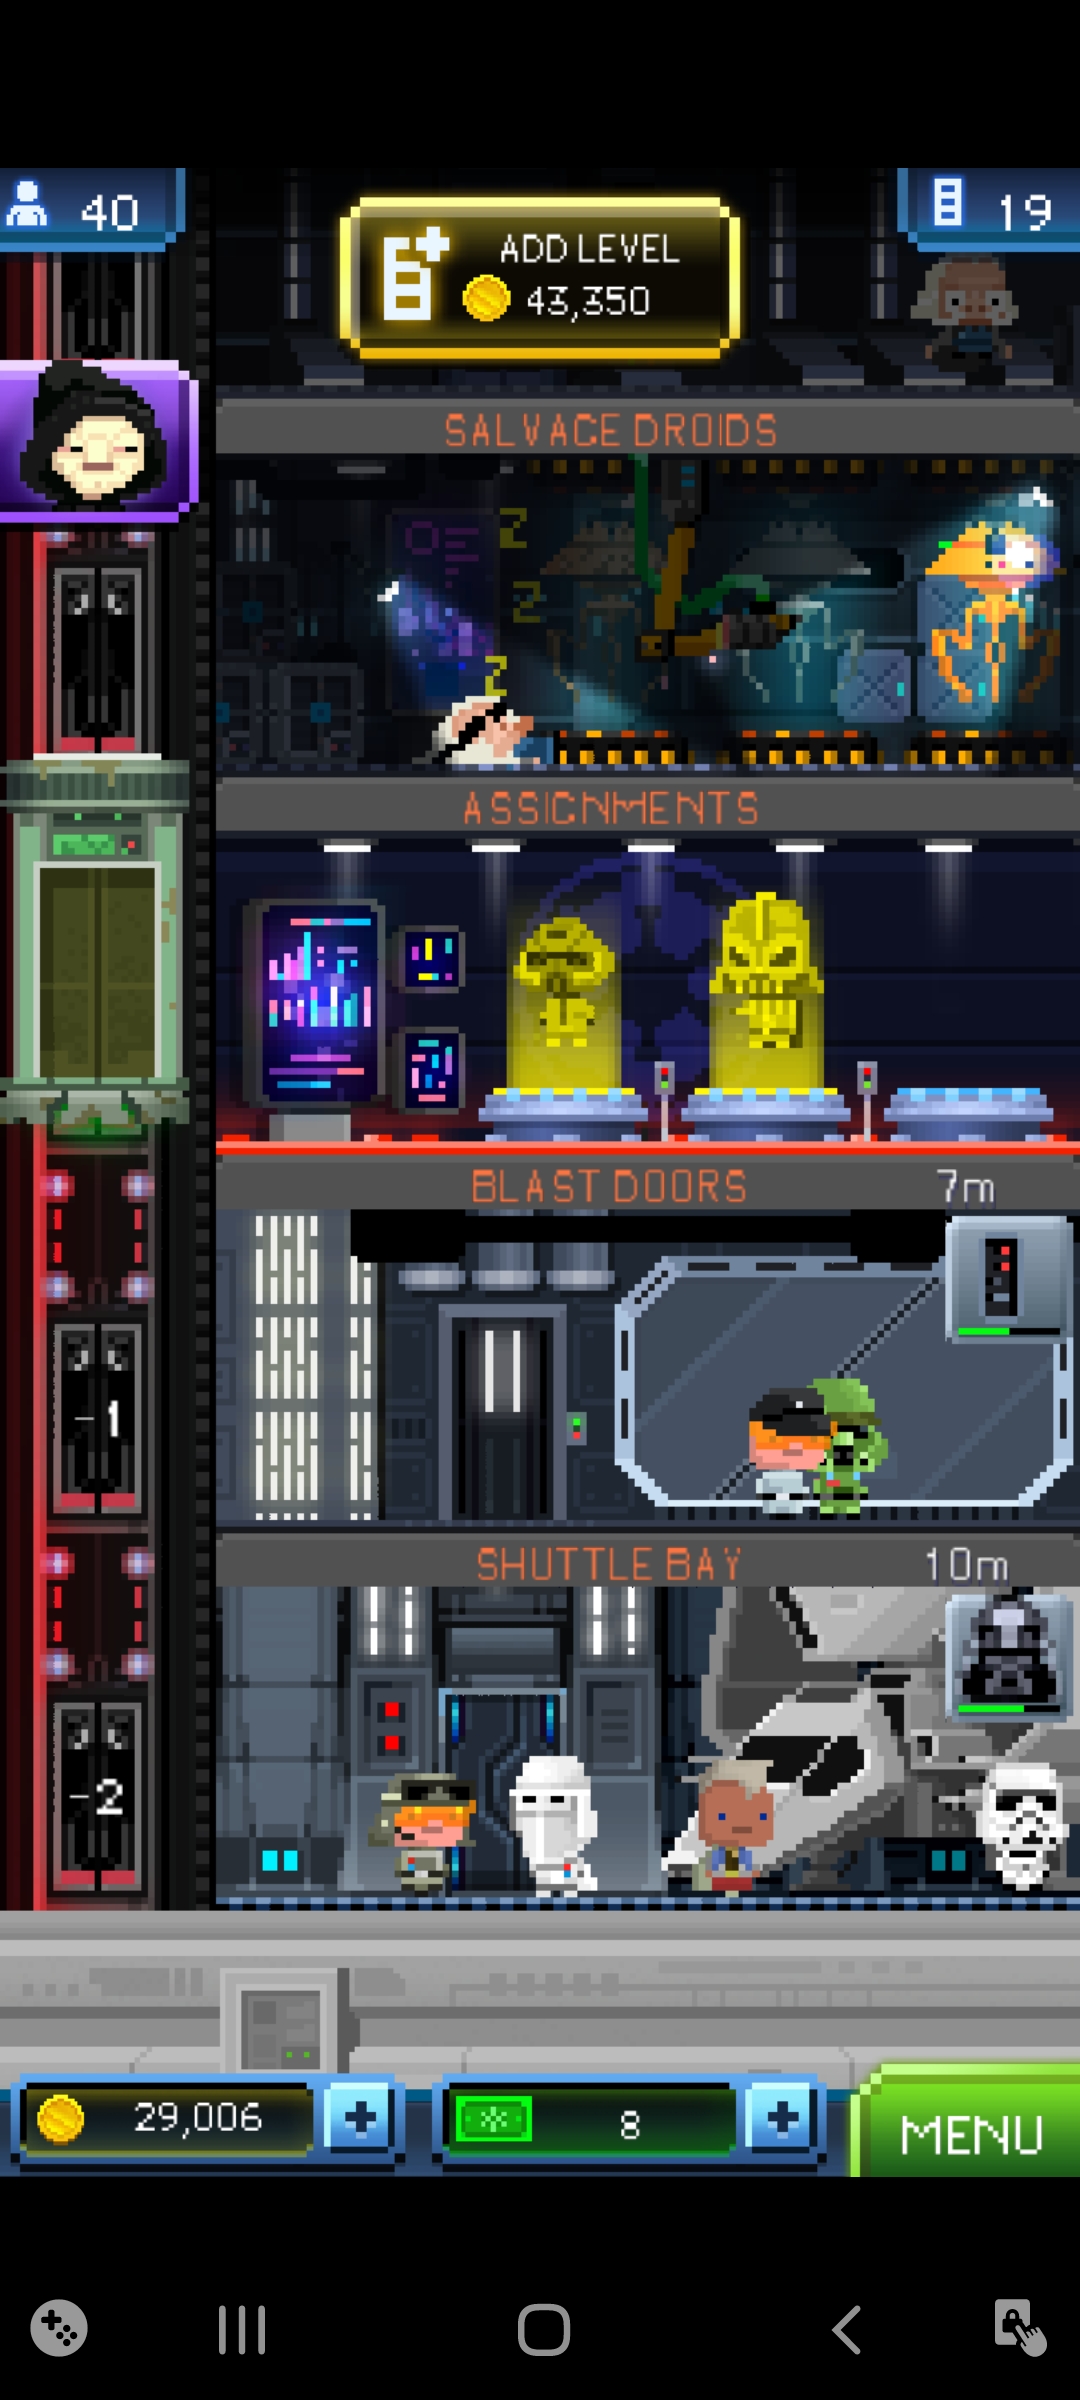 40
ADD LEVEL
43,350
19
SALVAGE DROIDS
Z
Z
Z
ASSIGNMENTS
BLAST DOORS 7m
-1
SHUTTLE BAY 10m
-2
29,006
8
MENU